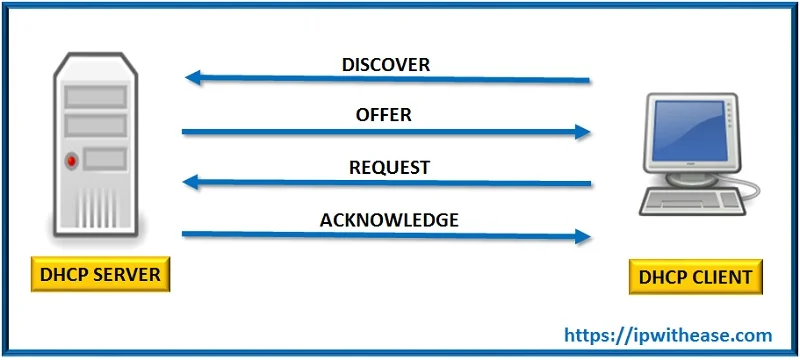 DISCOVER
OFFER
REQUEST
ACKNOWLEDGE
DHCP SERVER
DHCP CLIENT
https://ipwithease.com